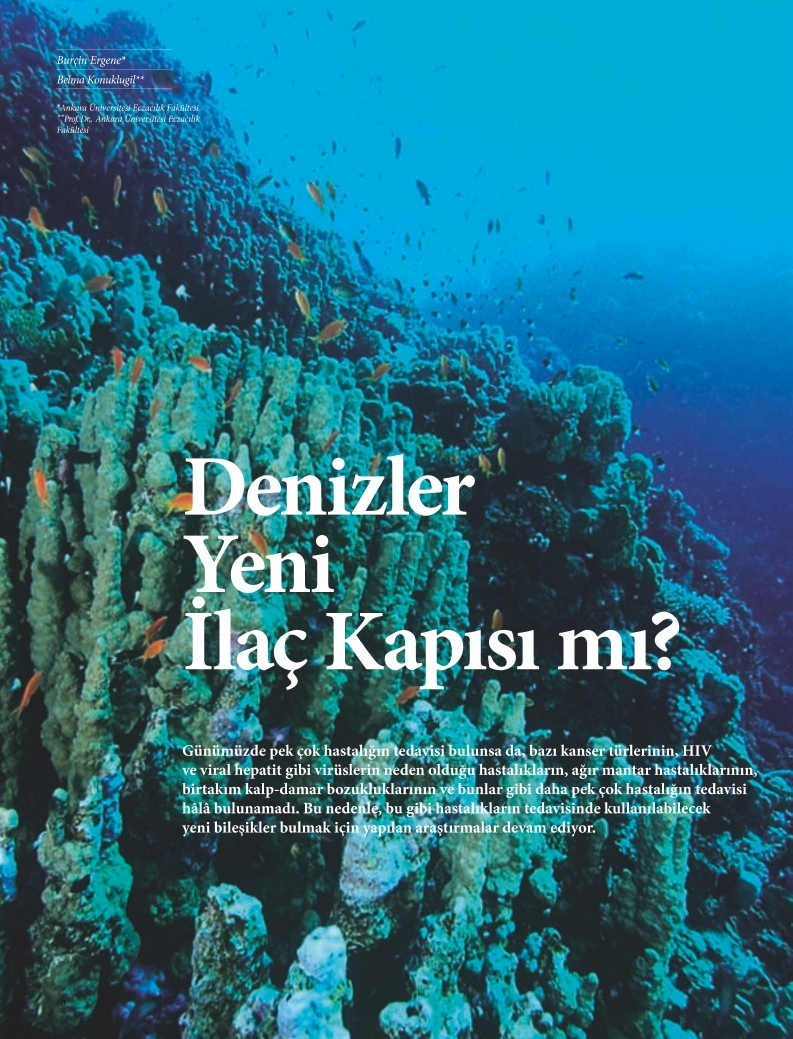 Burçin Ergene*
Belma Konuklugil**
*Ankara Üniversitesi Eczacılık Fakültesi
**Prof. Dr., Ankara Üniversitesi Eczacılık
Fakültesi
Denizler
Yeni
İlaç Kapısı mı?
Günümüzde pek çok hastalığın tedavisi bulunsa da, bazı kanser türlerinin, HIV
ve viral hepatit gibi virüslerin neden olduğu hastalıkların, ağır mantar hastalıklarının,
birtakım kalp-damar bozukluklarının ve bunlar gibi daha pek çok hastalığın tedavisi
hâlâ bulunamadı. Bu nedenle, bu gibi hastalıkların tedavisinde kullanılabilecek
yeni bileşikler bulmak için yapılan araştırmalar devam ediyor.